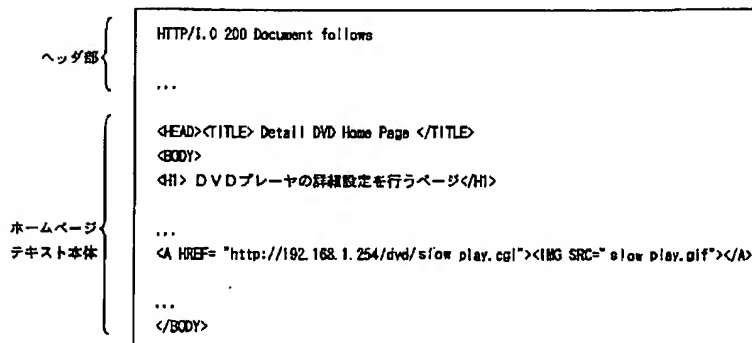 ヘッダ部
HTTP/1.0 200 Document follows
...
ホームページ
テキスト本体
<HEAD><TITLE> Detail DVD Home Page </TITLE>
<BODY>
<H1> DVDプレーヤの詳細設定を行うページ</H1>
...
<A HREF= "http://192.168.1.254/dvd/slow play.cgi"><IMG SRC="slow play.gif"></A>
...
</BODY>